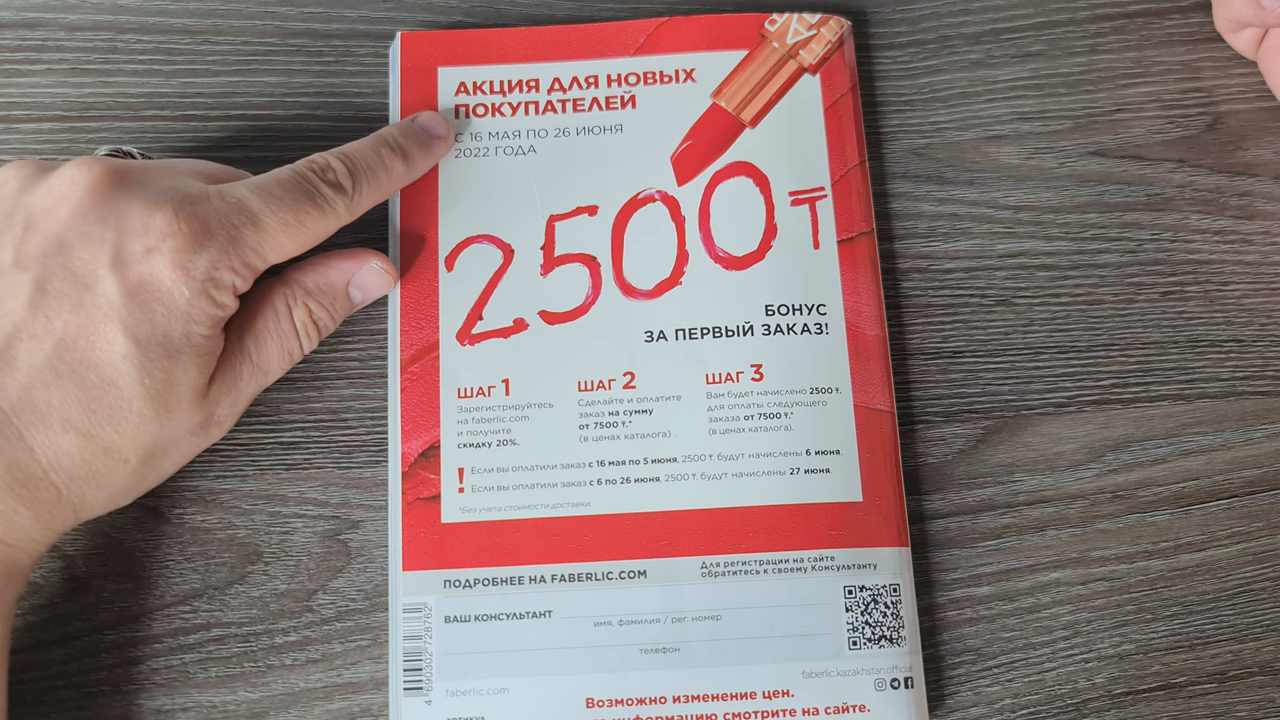 АКЦИЯ ДЛЯ НОВЫХ
ПОКУПАТЕЛЕЙ
С 16 МАЯ ПО 26 ИЮНЯ
2022 ГОДА
2500 ₸
БОНУС
ЗА ПЕРВЫЙ ЗАКАЗ!
ШАГ 1
Зарегистрируйтесь
на faberlic.com
и получите
скидку 20%.
ШАГ 2
Сделайте и оплатите
заказ на сумму
от 7500 ₸.*
(в ценах каталога) .
ШАГ 3
Вам будет начислено 2500 ₸.
для оплаты следующего
заказа от 7500 ₸.*
(в ценах каталога).
! Если вы оплатили заказ с 16 мая по 5 июня, 2500 ₸. будут начислены 6 июня.
Если вы оплатили заказ с 6 по 26 июня, 2500 ₸. будут начислены 27 июня.
*Без учета стоимости доставки.
ПОДРОБНЕЕ НА FABERLIC.COM
Для регистрации на сайте
обратитесь к своему Консультанту
ВАШ КОНСУЛЬТАНТ
имя, фамилия / рег. номер
телефон
4 690302 728762
faberlic.com
faberlic.kazakhstan.official
Возможно изменение цен.
информацию смотрите на сайте.